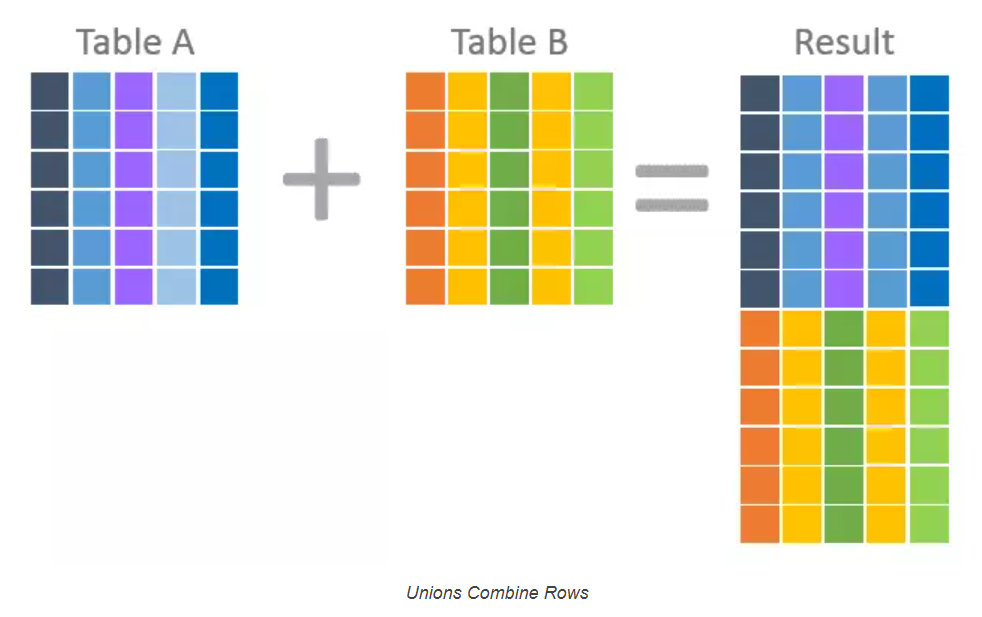 Table A
Table B
Result
Unions Combine Rows